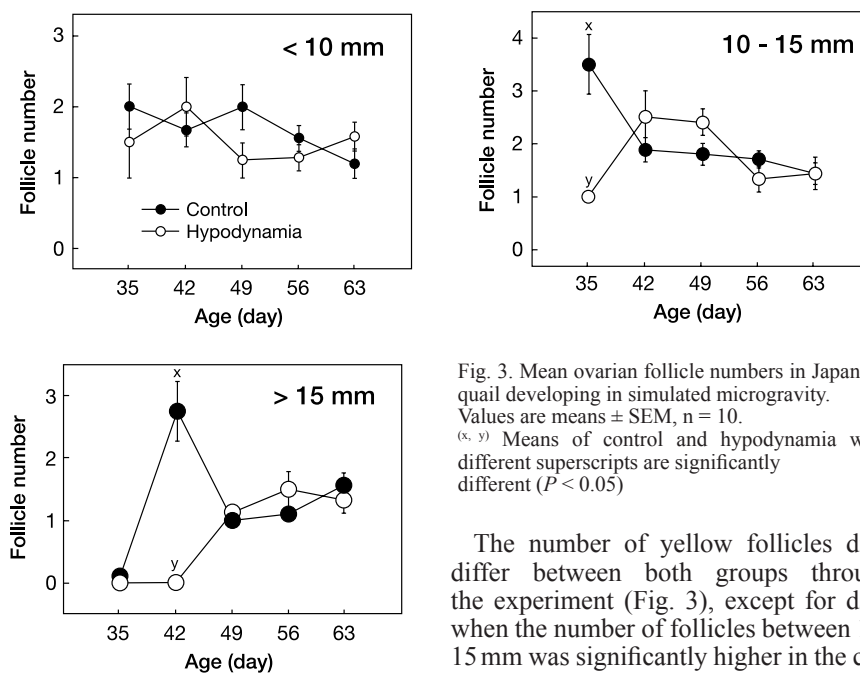 3
< 10 mm
2
1
0
Follicle number
Control
Hypodynamia
35 42 49 56 63
Age (day)
x
4
10 - 15 mm
3
2
y
1
0
Follicle number
35 42 49 56 63
Age (day)
x
> 15 mm
3
2
1
y
0
Follicle number
35 42 49 56 63
Age (day)
Fig. 3. Mean ovarian follicle numbers in Japan
quail developing in simulated microgravity.
Values are means ± SEM, n = 10.
(x, y) Means of control and hypodynamia w
different superscripts are significantly
different (P < 0.05)
The number of yellow follicles d
differ between both groups throu
the experiment (Fig. 3), except for d
when the number of follicles between
15 mm was significantly higher in the c